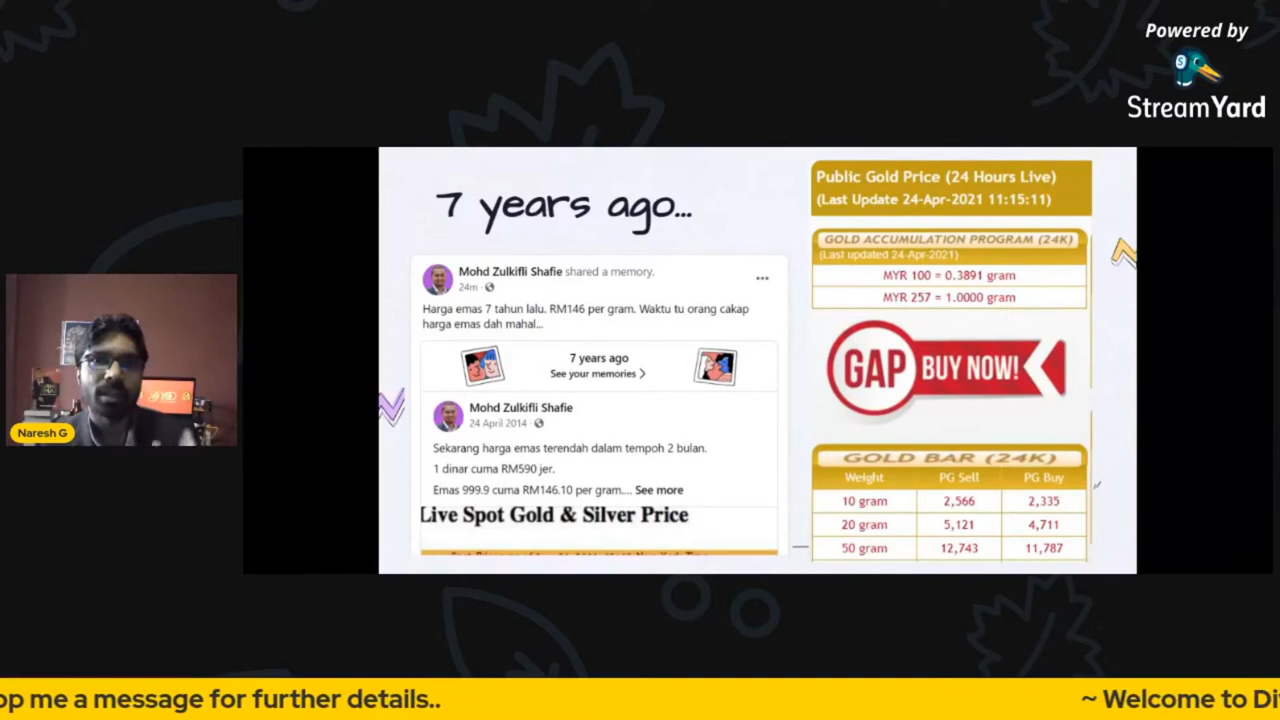 Powered by
StreamYard
7 years ago...
Mohd Zulkifli Shafie shared a memory.
24m
Harga emas 7 tahun lalu. RM146 per gram. Waktu tu orang cakap
harga emas dah mahal...
7 years ago
See your memories
Mohd Zulkifli Shafie
24 April 2014
Sekarang harga emas terendah dalam tempoh 2 bulan.
1 dinar cuma RM590 jer.
Emas 999.9 cuma RM146.10 per gram.... See more
Live Spot Gold & Silver Price
Public Gold Price (24 Hours Live)
(Last Update 24-Apr-2021 11:15:11)
GOLD ACCUMULATION PROGRAM (24K)
(Last updated 24-Apr-2021)
MYR 100 = 0.3891 gram
MYR 257 = 1.0000 gram
GAP BUY NOW!
GOLD BAR (24K)
Weight PG Sell PG Buy
10 gram 2,566 2,335
20 gram 5,121 4,711
50 gram 12,743 11,787
Naresh G
op me a message for further details.. ~ Welcome to Di